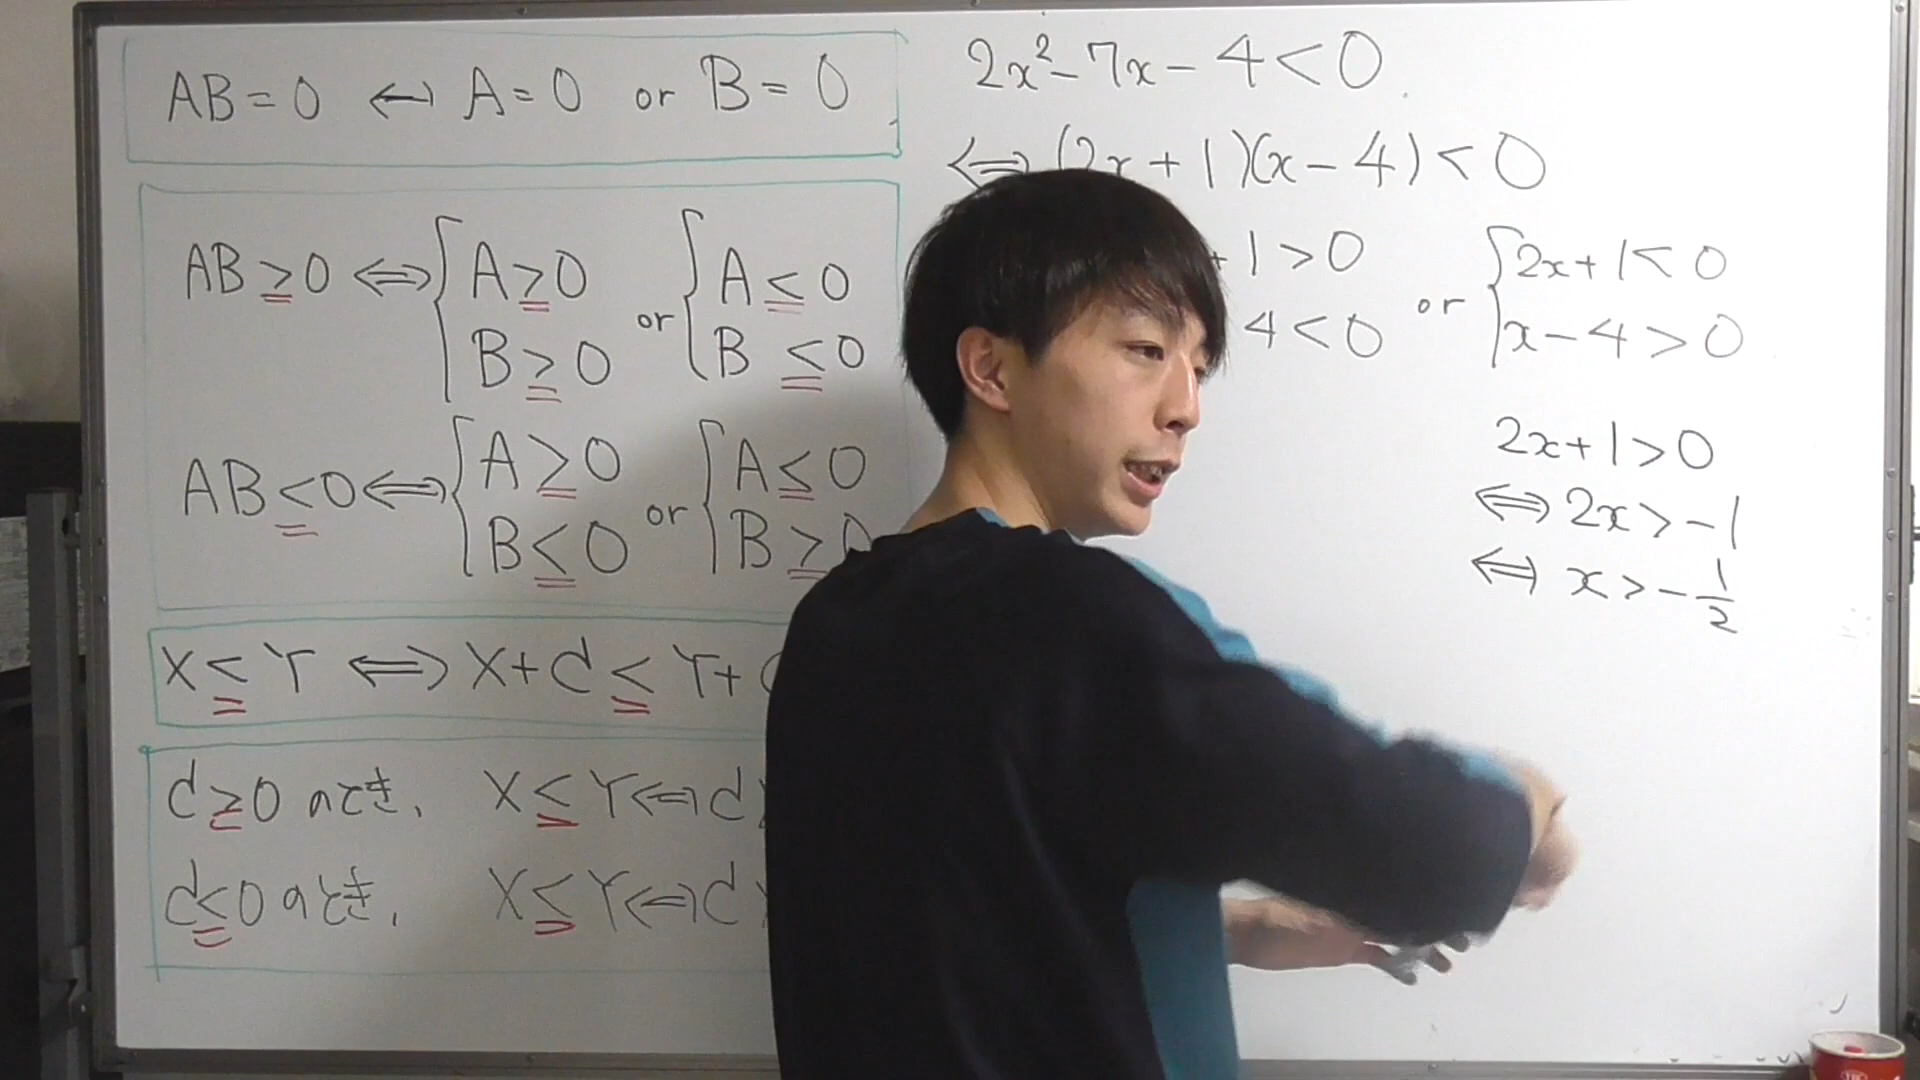 AB=0 ⟷ A=0 or B=0
AB≥0 ⟺ { A≥0 or { A≤0
B≥0 B≤0
AB≤0 ⟺ { A≥0 or { A≤0
B≤0 B≥0
X≤Y ⟺ X+d≤Y+
d≥0 のとき、 X≤Y⟺d
d≤0 のとき、 X≤Y⟺d
2x²-7x-4<0
⟺ (2x+1)(x-4)<0
+1>0 or { 2x+1<0
4<0 x-4>0
2x+1>0
⟺ 2x>-1
⟺ x>-1/2